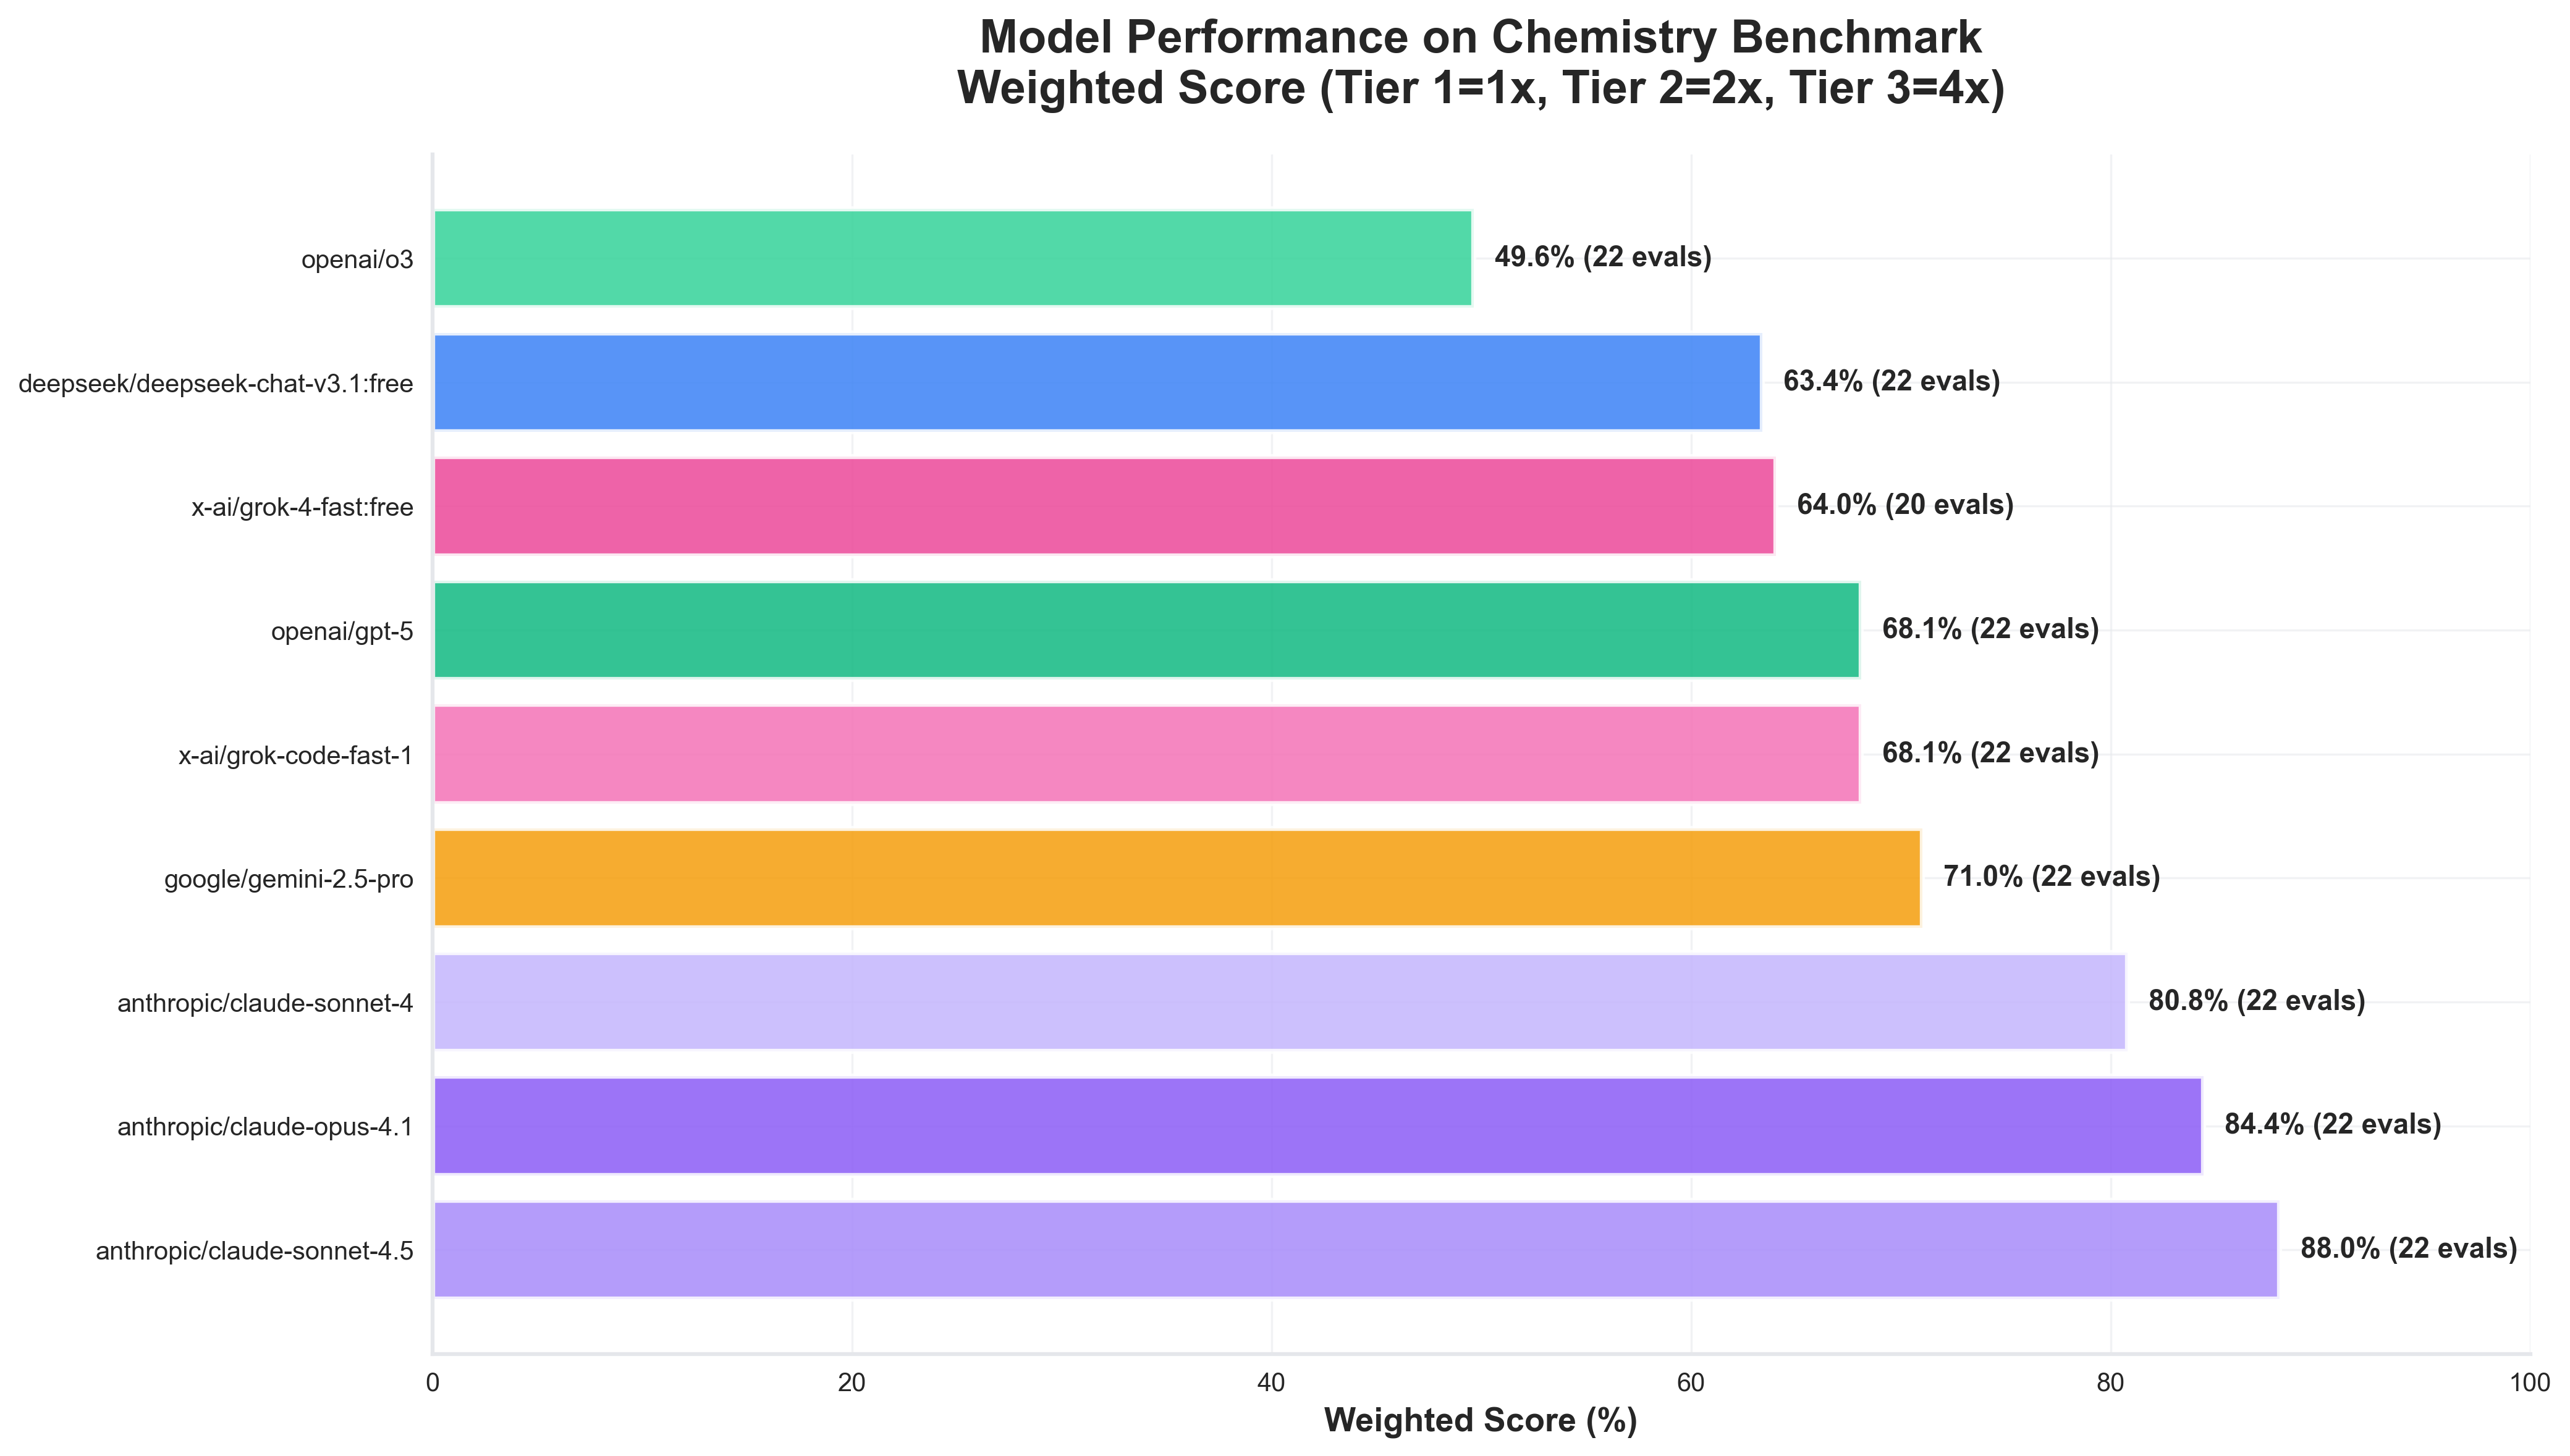 Model Performance on Chemistry Benchmark
Weighted Score (Tier 1=1x, Tier 2=2x, Tier 3=4x)
openai/o3
49.6% (22 evals)
deepseek/deepseek-chat-v3.1:free
63.4% (22 evals)
x-ai/grok-4-fast:free
64.0% (20 evals)
openai/gpt-5
68.1% (22 evals)
x-ai/grok-code-fast-1
68.1% (22 evals)
google/gemini-2.5-pro
71.0% (22 evals)
anthropic/claude-sonnet-4
80.8% (22 evals)
anthropic/claude-opus-4.1
84.4% (22 evals)
anthropic/claude-sonnet-4.5
88.0% (22 evals)
0 20 40 60 80 100
Weighted Score (%)